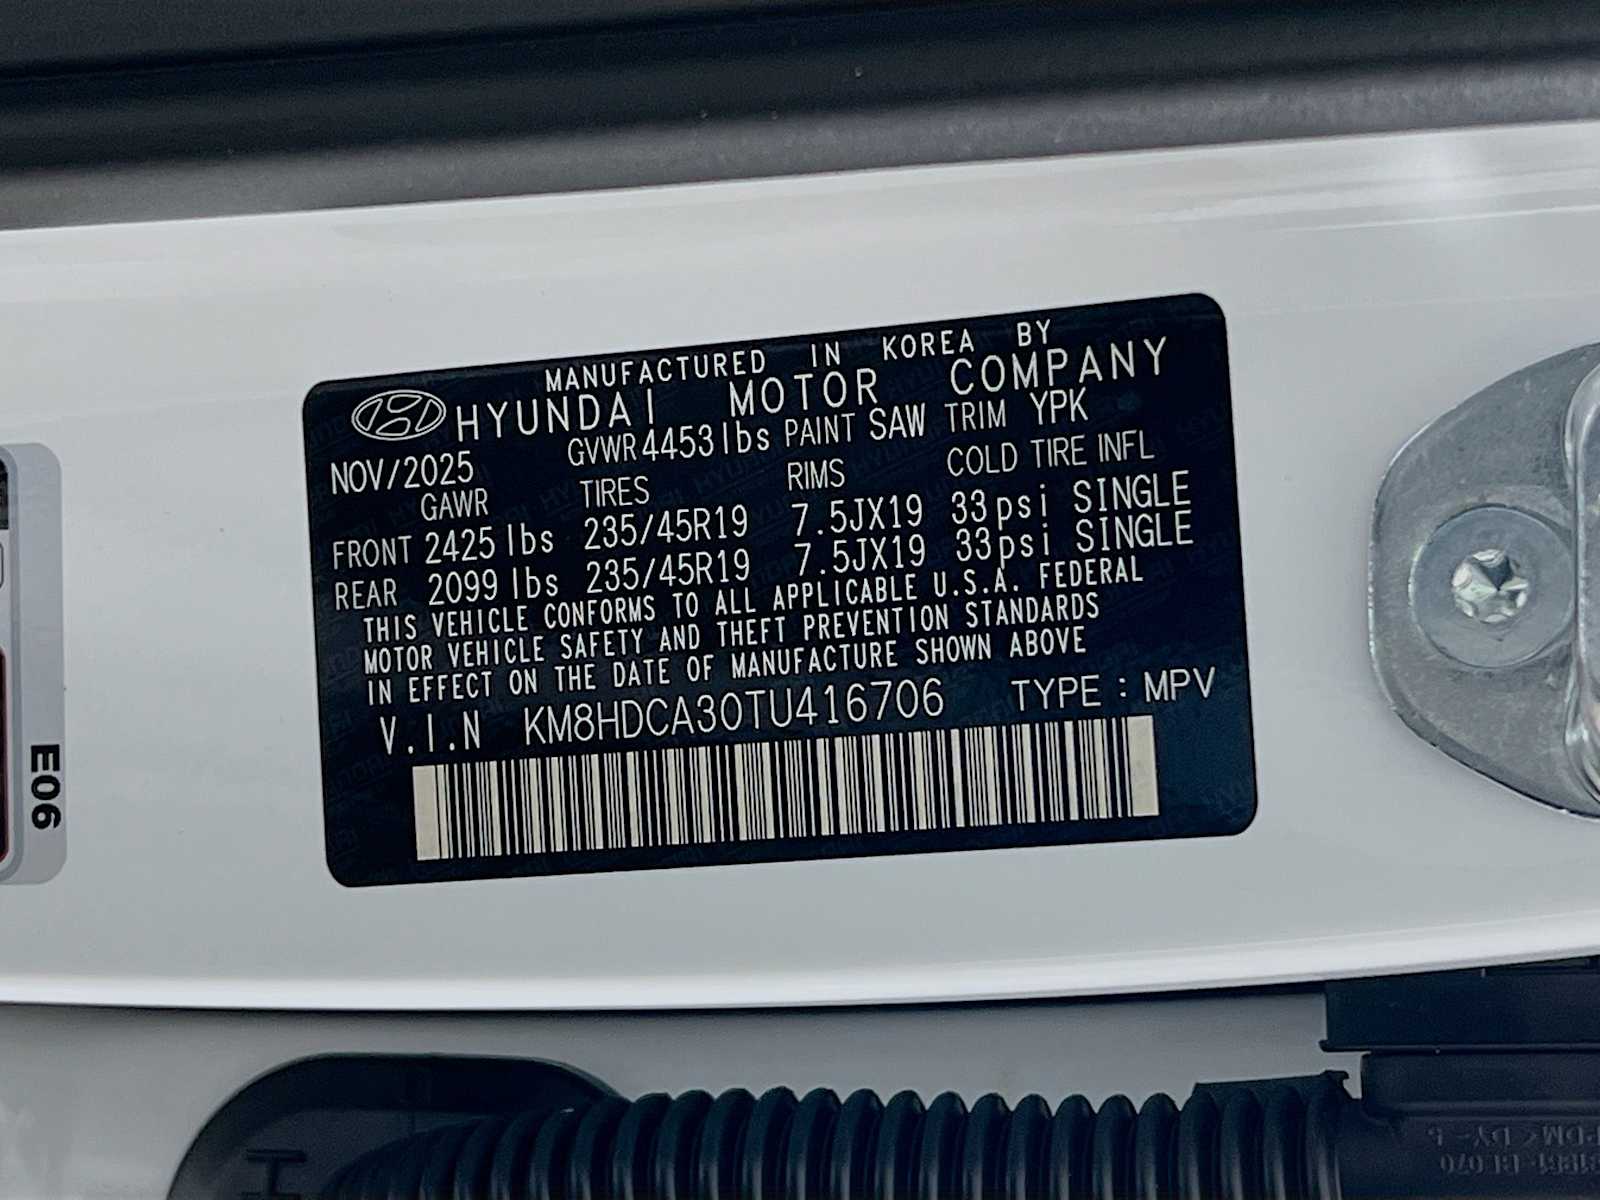 MANUFACTURED IN KOREA BY
HYUNDAI MOTOR COMPANY
NOV/2025 GVWR 4453 lbs PAINT SAW TRIM YPK
GAWR TIRES RIMS COLD TIRE INFL
FRONT 2425 lbs 235/45R19 7.5JX19 33psi SINGLE
REAR 2099 lbs 235/45R19 7.5JX19 33psi SINGLE
THIS VEHICLE CONFORMS TO ALL APPLICABLE U.S.A. FEDERAL
MOTOR VEHICLE SAFETY AND THEFT PREVENTION STANDARDS
IN EFFECT ON THE DATE OF MANUFACTURE SHOWN ABOVE
V.I.N KM8HDCA30TU416706 TYPE : MPV
E06